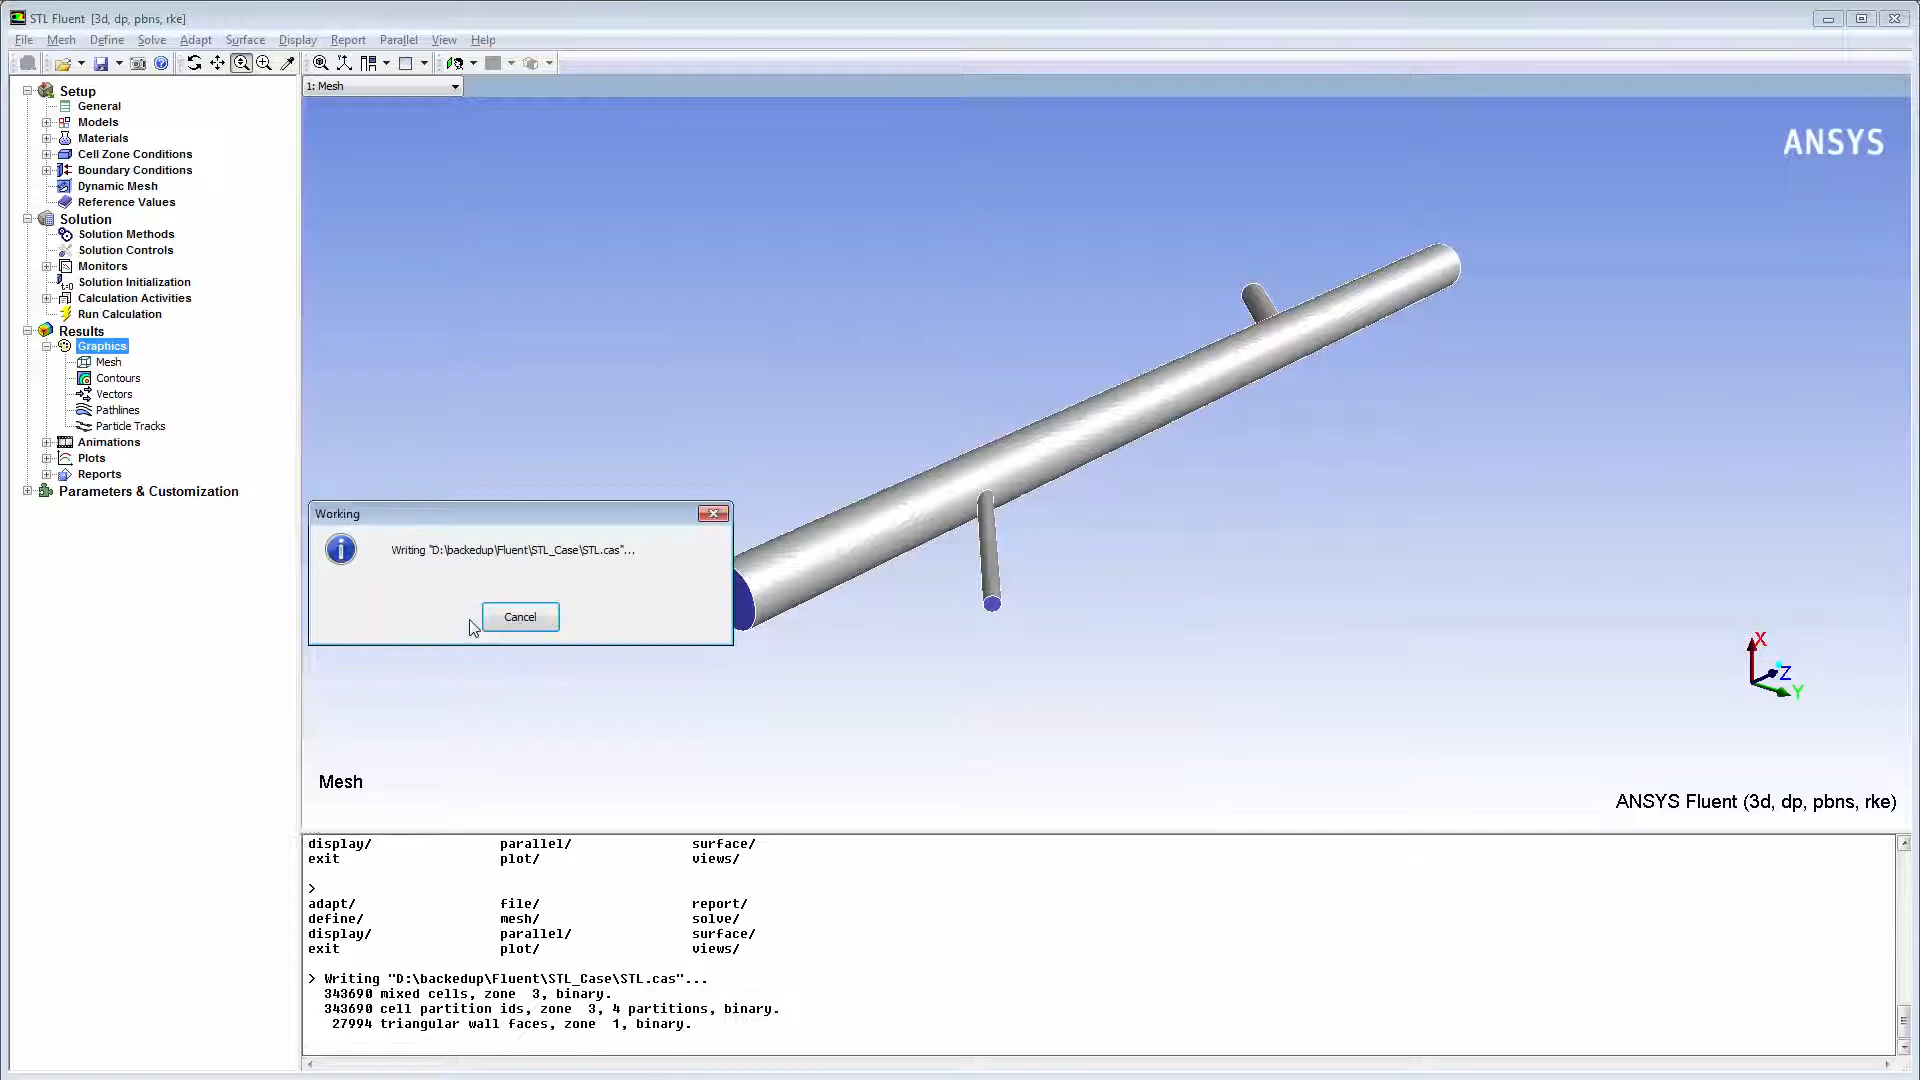 STL Fluent [3d, dp, pbns, rke]
File Mesh Define Solve Adapt Surface Display Report Parallel View Help
1: Mesh
Setup
General
Models
Materials
Cell Zone Conditions
Boundary Conditions
Dynamic Mesh
Reference Values
Solution
Solution Methods
Solution Controls
Monitors
Solution Initialization
Calculation Activities
Run Calculation
Results
Graphics
Mesh
Contours
Vectors
Pathlines
Particle Tracks
Animations
Plots
Reports
Parameters & Customization
ANSYS
Working
Writing "D:\backedup\Fluent\STL_Case\STL.cas"...
Cancel
X
Z
Y
Mesh
ANSYS Fluent (3d, dp, pbns, rke)
display/ parallel/ surface/
exit plot/ views/
>
adapt/ file/ report/
define/ mesh/ solve/
display/ parallel/ surface/
exit plot/ views/
> Writing "D:\backedup\Fluent\STL_Case\STL.cas"...
343690 mixed cells, zone 3, binary.
343690 cell partition ids, zone 3, 4 partitions, binary.
27994 triangular wall faces, zone 1, binary.